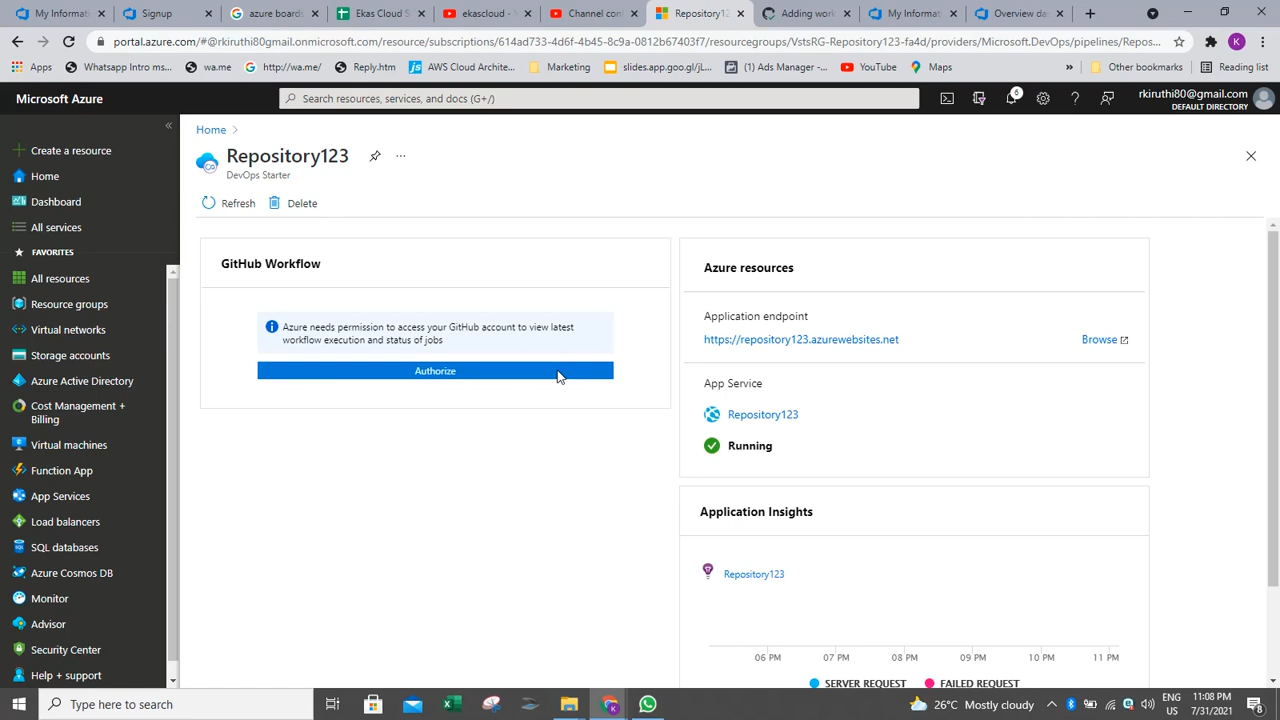 My Informati
Signup
azure boards
Ekas Cloud S
ekascloud -
Channel con
Repository12
Adding work
My Informati
Overview da
portal.azure.com/#@rkiruthi80gmail.onmicrosoft.com/resource/subscriptions/614ad733-4d6f-4b45-8c9a-0812b67403f7/resourcegroups/VstsRG-Repository123-fa4d/providers/Microsoft.DevOps/pipelines/Repos...
K
Apps
Whatsapp Intro ms...
wa.me/
http://wa.me/
Reply.htm
AWS Cloud Archite...
Marketing
slides.app.goo.gl/jL...
(1) Ads Manager -...
YouTube
Maps
»
Other bookmarks
Reading list
Microsoft Azure
Search resources, services, and docs (G+/)
6
rkiruthi80@gmail.com
DEFAULT DIRECTORY
«
Create a resource
Home
Dashboard
All services
FAVORITES
All resources
Resource groups
Virtual networks
Storage accounts
Azure Active Directory
Cost Management +
Billing
Virtual machines
Function App
App Services
Load balancers
SQL databases
Azure Cosmos DB
Monitor
Advisor
Security Center
Help + support
Home >
Repository123
...
DevOps Starter
Refresh
Delete
GitHub Workflow
Azure needs permission to access your GitHub account to view latest
workflow execution and status of jobs
Authorize
Azure resources
Application endpoint
https://repository123.azurewebsites.net
Browse
App Service
Repository123
Running
Application Insights
Repository123
06 PM 07 PM 08 PM 09 PM 10 PM 11 PM
SERVER REQUEST FAILED REQUEST
Type here to search
26°C Mostly cloudy
ENG
US
11:08 PM
7/31/2021
8